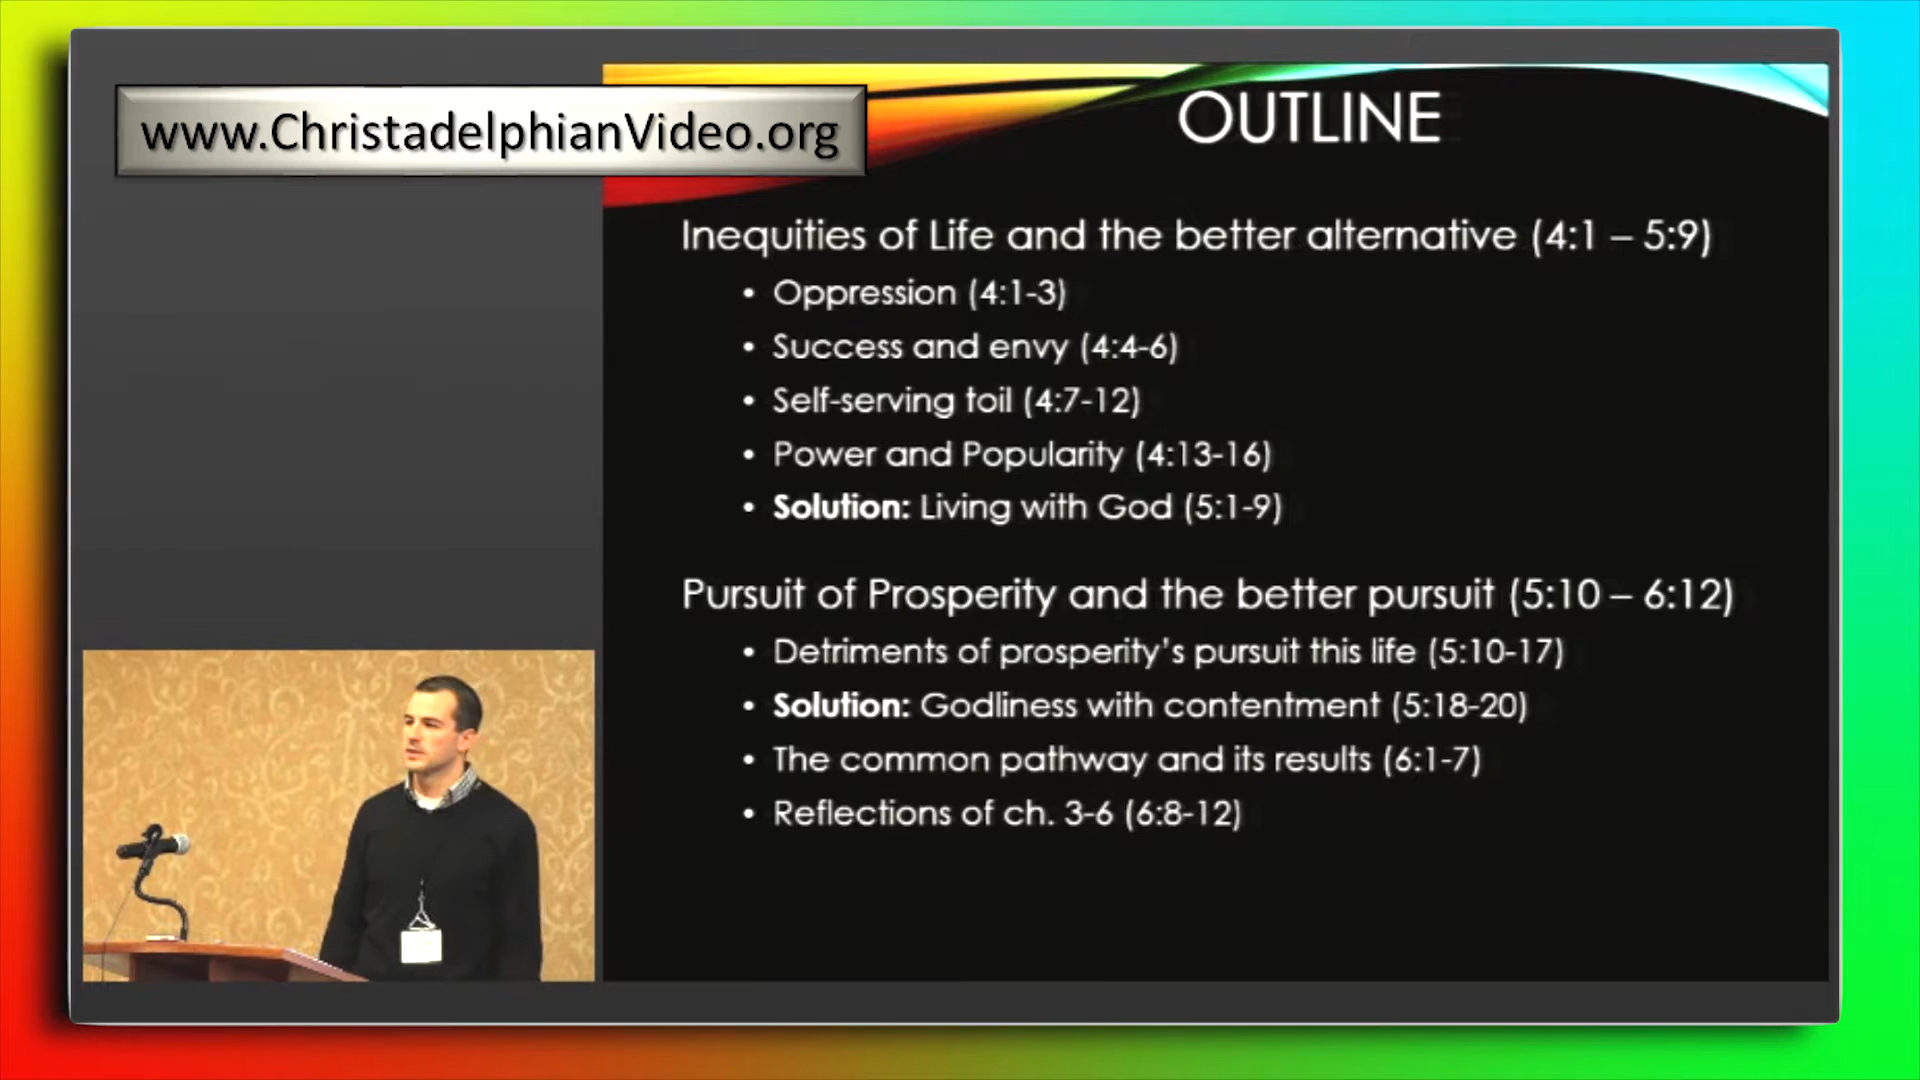 www.ChristadelphianVideo.org
OUTLINE
Inequities of Life and the better alternative (4:1 – 5:9)
• Oppression (4:1-3)
• Success and envy (4:4-6)
• Self-serving toil (4:7-12)
• Power and Popularity (4:13-16)
• Solution: Living with God (5:1-9)
Pursuit of Prosperity and the better pursuit (5:10 – 6:12)
• Detriments of prosperity’s pursuit this life (5:10-17)
• Solution: Godliness with contentment (5:18-20)
• The common pathway and its results (6:1-7)
• Reflections of ch. 3-6 (6:8-12)